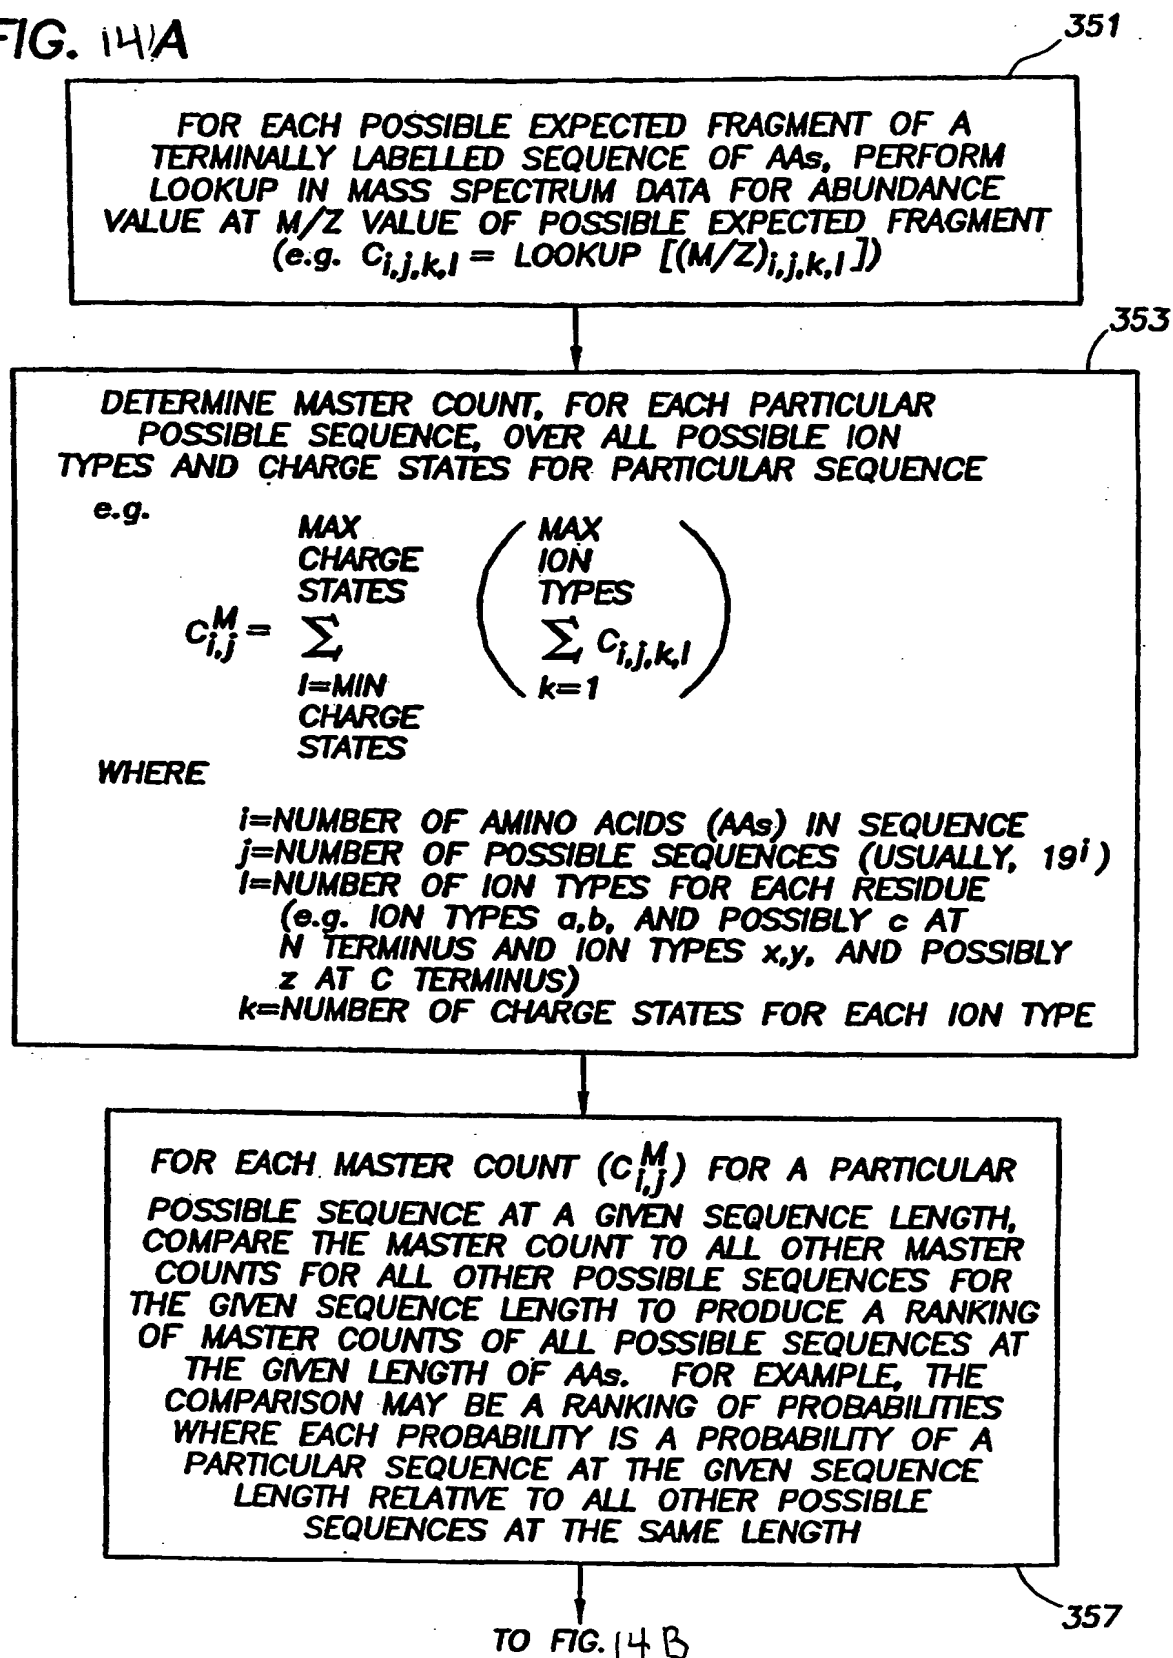 FIG. 14A
351
FOR EACH POSSIBLE EXPECTED FRAGMENT OF A
TERMINALLY LABELLED SEQUENCE OF AAs, PERFORM
LOOKUP IN MASS SPECTRUM DATA FOR ABUNDANCE
VALUE AT M/Z VALUE OF POSSIBLE EXPECTED FRAGMENT
(e.g. C_{i,j,k,l} = LOOKUP [(M/Z)_{i,j,k,l}])
353
DETERMINE MASTER COUNT, FOR EACH PARTICULAR
POSSIBLE SEQUENCE, OVER ALL POSSIBLE ION
TYPES AND CHARGE STATES FOR PARTICULAR SEQUENCE
e.g.
MAX MAX
CHARGE ION
STATES TYPES
C^M_{i,j} = Σ ( Σ C_{i,j,k,l} )
l=MIN k=1
CHARGE
STATES
WHERE
i=NUMBER OF AMINO ACIDS (AAs) IN SEQUENCE
j=NUMBER OF POSSIBLE SEQUENCES (USUALLY, 19^i)
l=NUMBER OF ION TYPES FOR EACH RESIDUE
(e.g. ION TYPES a,b, AND POSSIBLY c AT
N TERMINUS AND ION TYPES x,y, AND POSSIBLY
z AT C TERMINUS)
k=NUMBER OF CHARGE STATES FOR EACH ION TYPE
FOR EACH MASTER COUNT (C^M_{i,j}) FOR A PARTICULAR
POSSIBLE SEQUENCE AT A GIVEN SEQUENCE LENGTH,
COMPARE THE MASTER COUNT TO ALL OTHER MASTER
COUNTS FOR ALL OTHER POSSIBLE SEQUENCES FOR
THE GIVEN SEQUENCE LENGTH TO PRODUCE A RANKING
OF MASTER COUNTS OF ALL POSSIBLE SEQUENCES AT
THE GIVEN LENGTH OF AAs. FOR EXAMPLE, THE
COMPARISON MAY BE A RANKING OF PROBABILITIES
WHERE EACH PROBABILITY IS A PROBABILITY OF A
PARTICULAR SEQUENCE AT THE GIVEN SEQUENCE
LENGTH RELATIVE TO ALL OTHER POSSIBLE
SEQUENCES AT THE SAME LENGTH
357
TO FIG. 14B